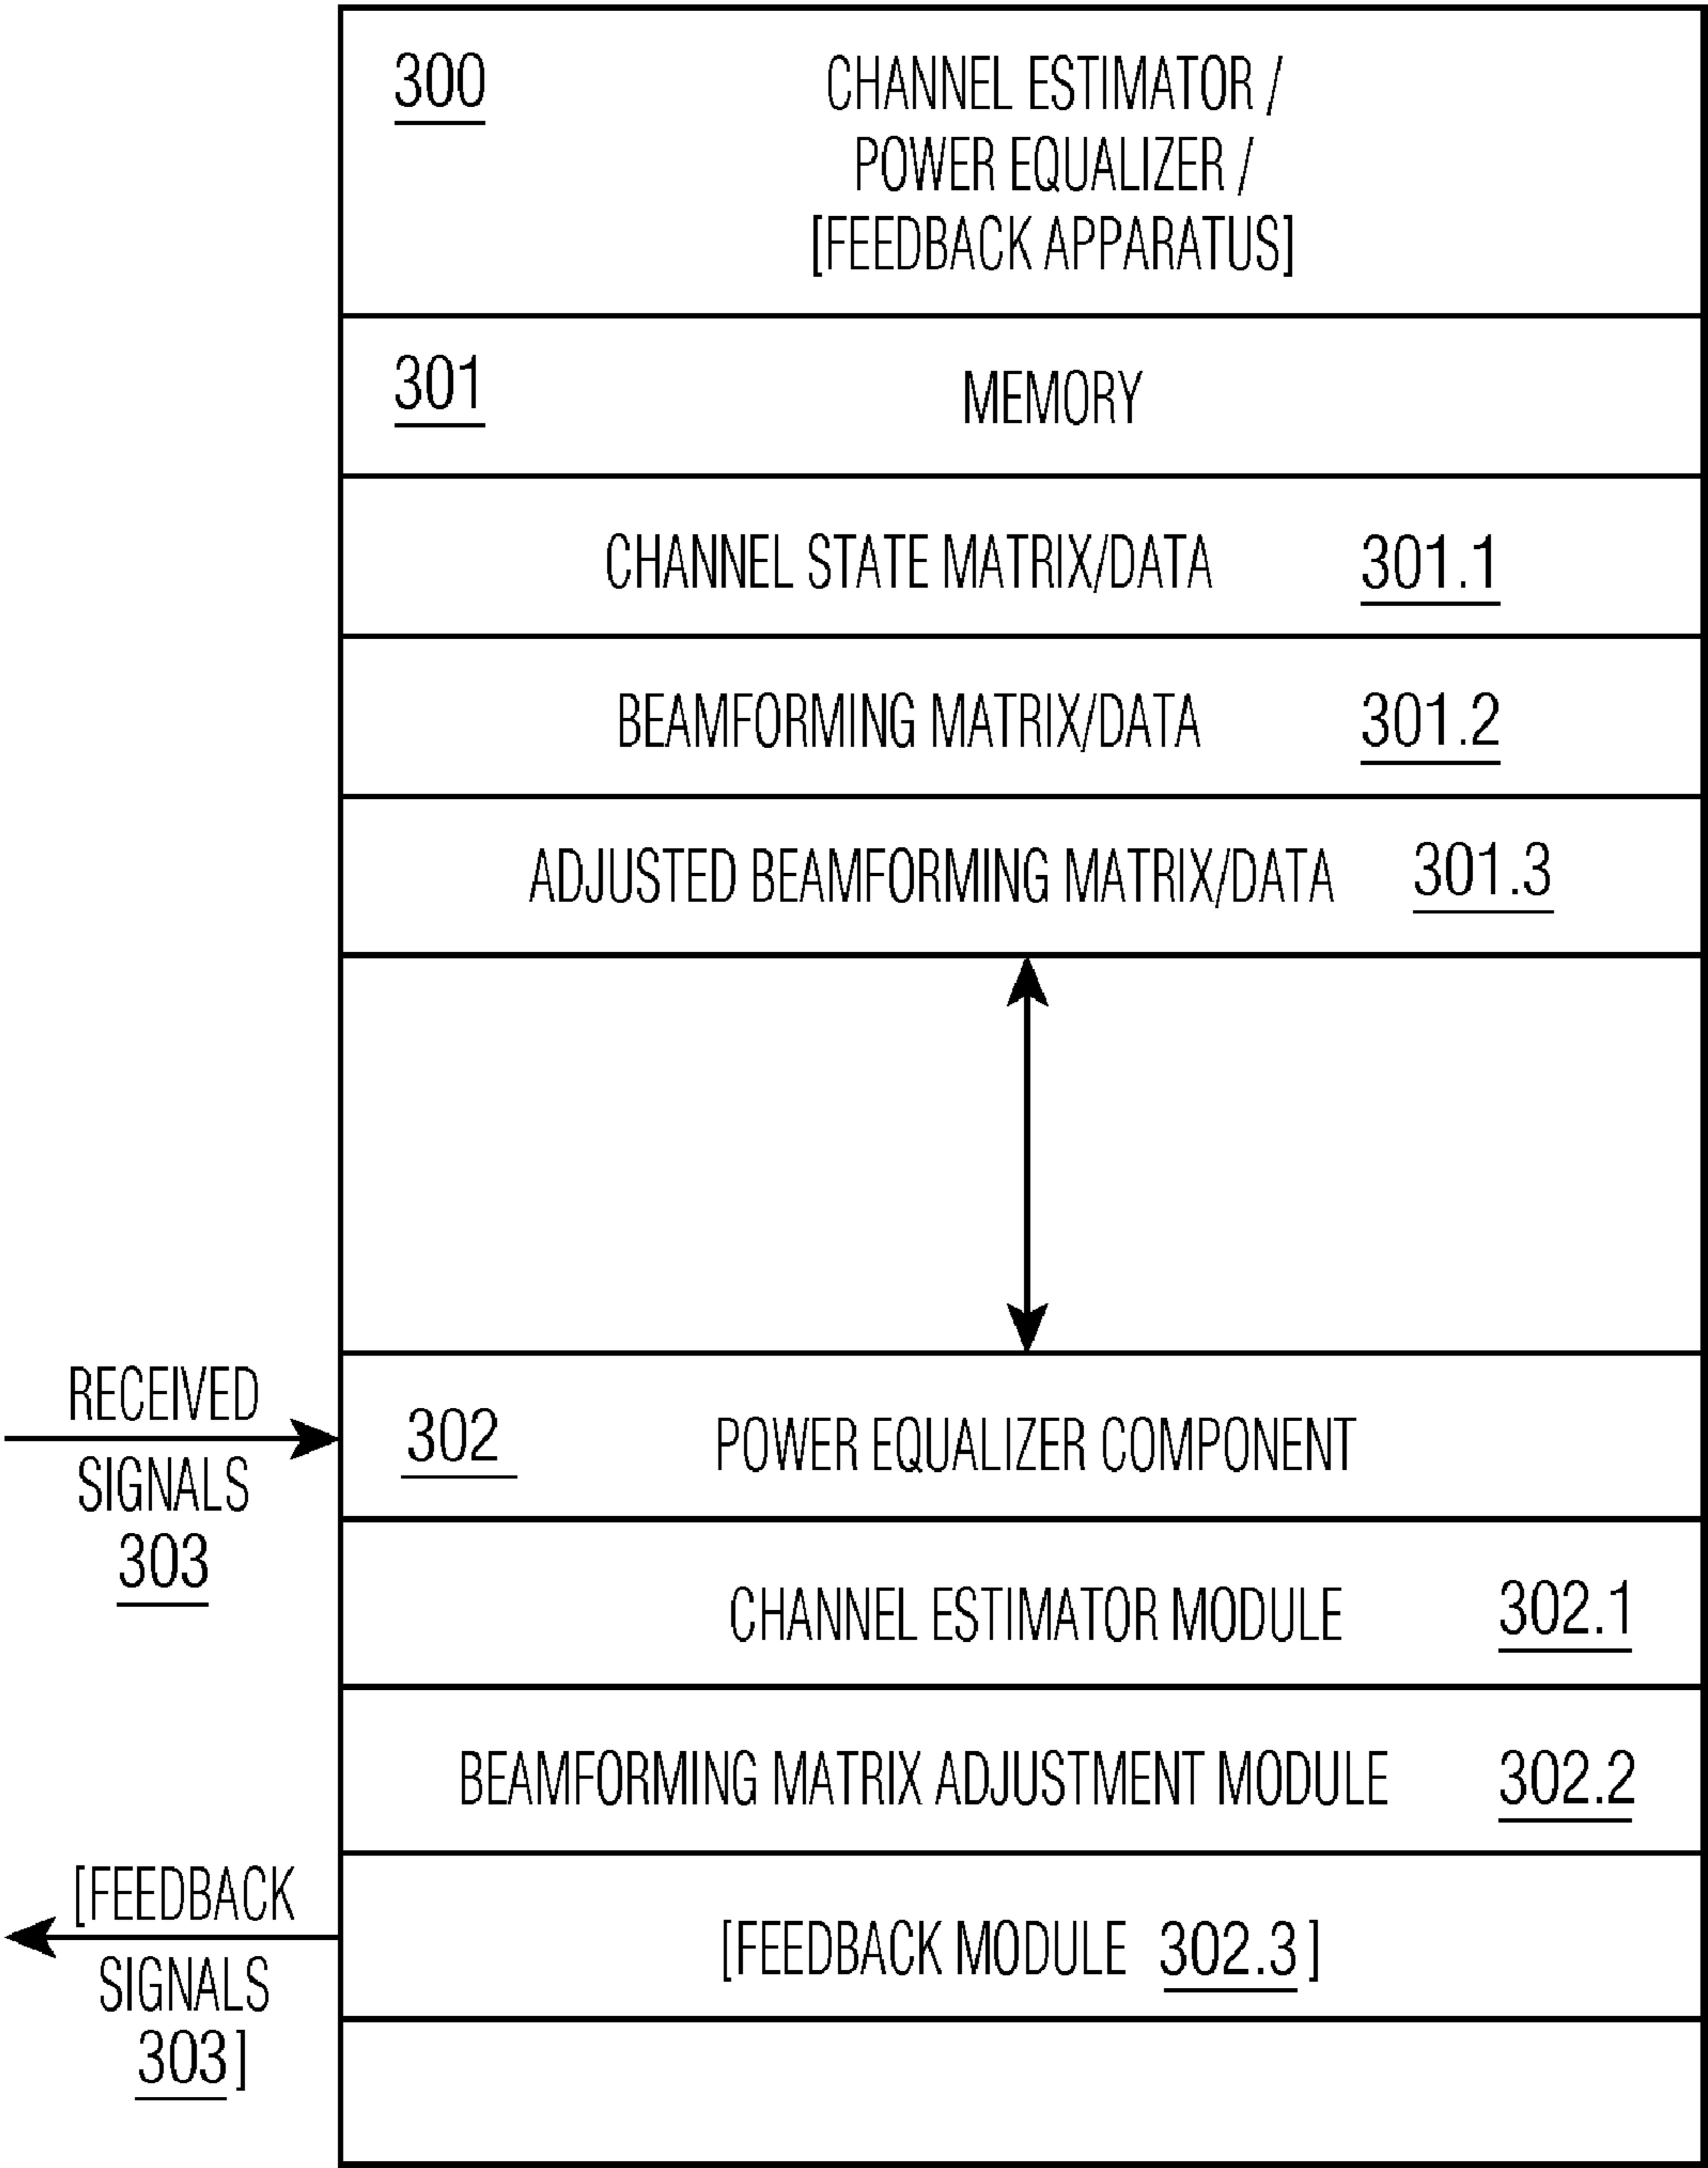 300
CHANNEL ESTIMATOR /
POWER EQUALIZER /
[FEEDBACK APPARATUS]
301
MEMORY
CHANNEL STATE MATRIX/DATA 301.1
BEAMFORMING MATRIX/DATA 301.2
ADJUSTED BEAMFORMING MATRIX/DATA 301.3
RECEIVED
SIGNALS
303
302 POWER EQUALIZER COMPONENT
CHANNEL ESTIMATOR MODULE 302.1
BEAMFORMING MATRIX ADJUSTMENT MODULE 302.2
[FEEDBACK
SIGNALS
303]
[FEEDBACK MODULE 302.3]